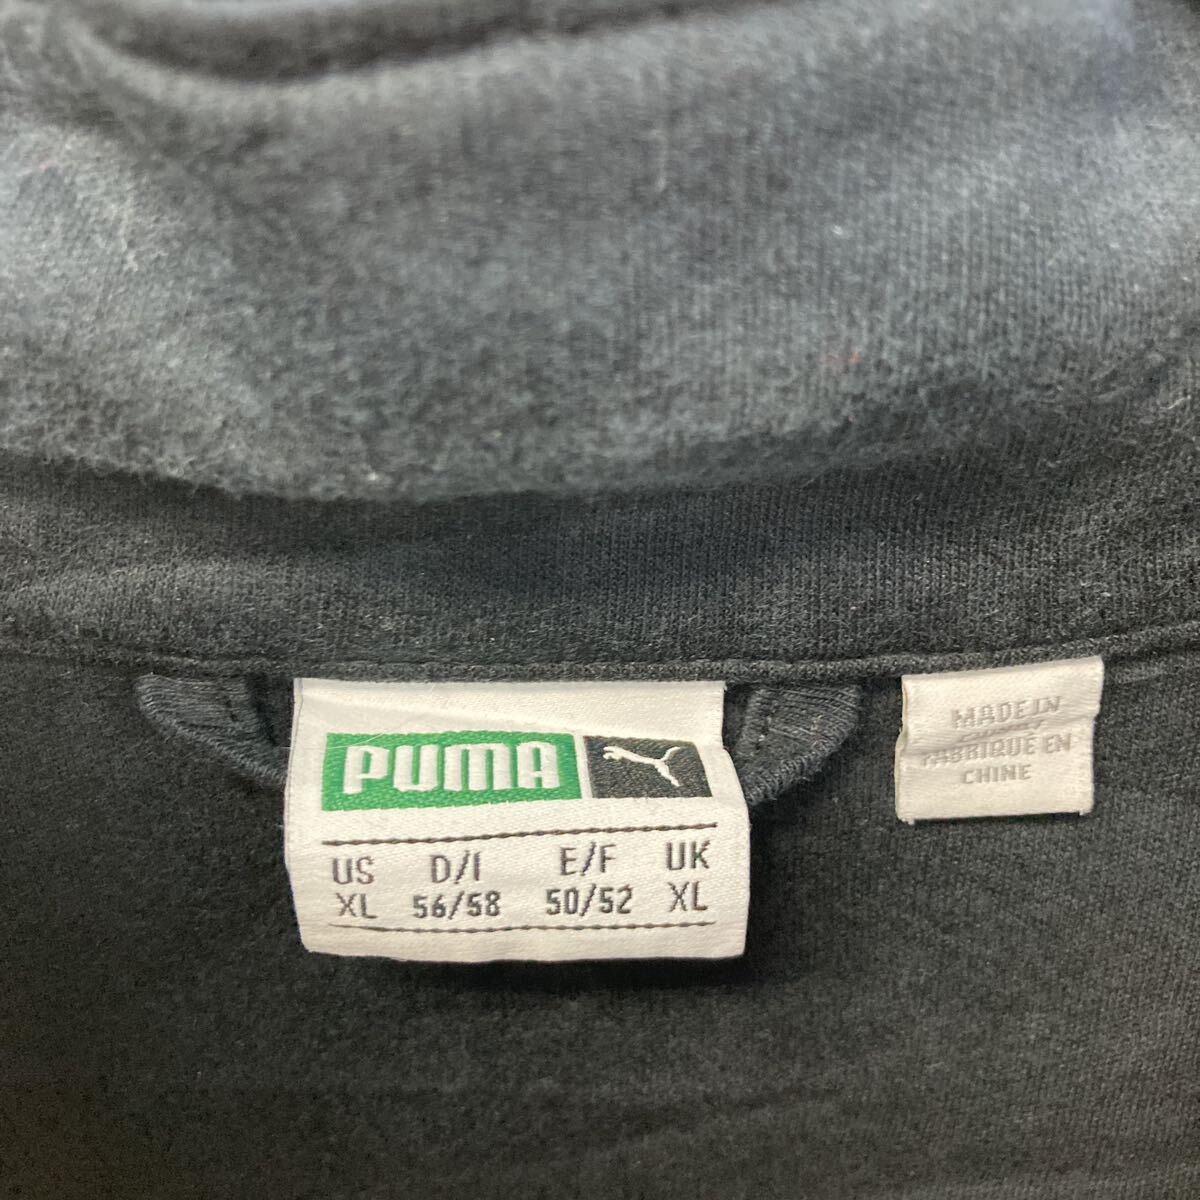 PUMA
US D/I E/F UK
XL 56/58 50/52 XL
MADE IN
FABRIQUÉ EN
CHINE